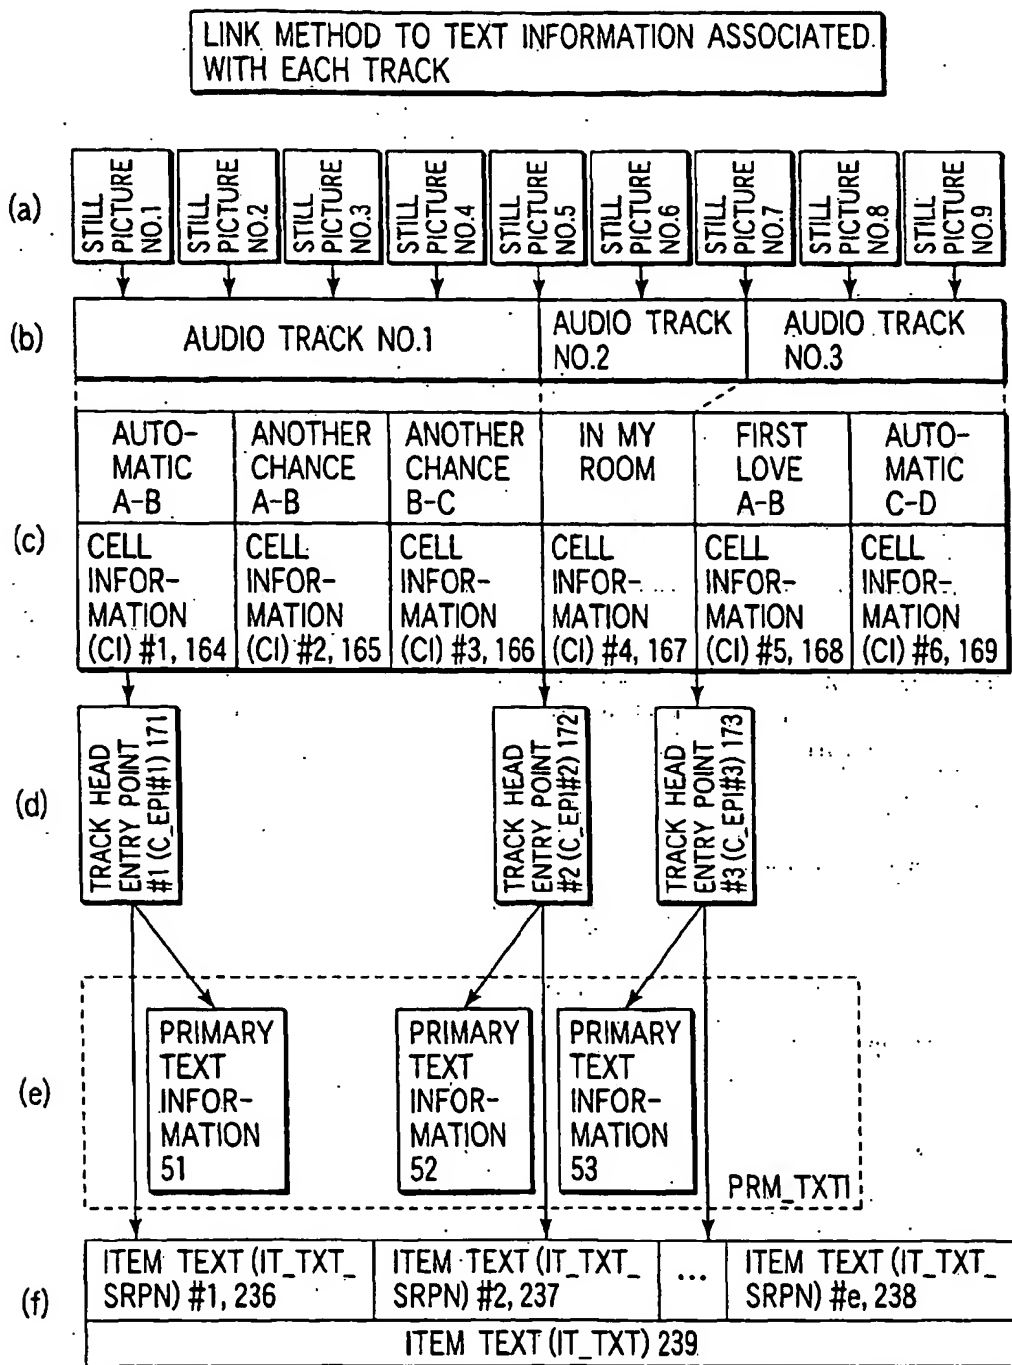 LINK METHOD TO TEXT INFORMATION ASSOCIATED
WITH EACH TRACK
(a)
STILL
PICTURE
NO.1
STILL
PICTURE
NO.2
STILL
PICTURE
NO.3
STILL
PICTURE
NO.4
STILL
PICTURE
NO.5
STILL
PICTURE
NO.6
STILL
PICTURE
NO.7
STILL
PICTURE
NO.8
STILL
PICTURE
NO.9
(b)
AUDIO TRACK NO.1
AUDIO TRACK
NO.2
AUDIO TRACK
NO.3
(c)
AUTO-
MATIC
A-B
ANOTHER
CHANCE
A-B
ANOTHER
CHANCE
B-C
IN MY
ROOM
FIRST
LOVE
A-B
AUTO-
MATIC
C-D
CELL
INFOR-
MATION
(CI) #1, 164
CELL
INFOR-
MATION
(CI) #2, 165
CELL
INFOR-
MATION
(CI) #3, 166
CELL
INFOR-
MATION
(CI) #4, 167
CELL
INFOR-
MATION
(CI) #5, 168
CELL
INFOR-
MATION
(CI) #6, 169
(d)
TRACK HEAD
ENTRY POINT
#1 (C_EPI#1) 171
TRACK HEAD
ENTRY POINT
#2 (C_EPI#2) 172
TRACK HEAD
ENTRY POINT
#3 (C_EPI#3) 173
(e)
PRIMARY
TEXT
INFOR-
MATION
51
PRIMARY
TEXT
INFOR-
MATION
52
PRIMARY
TEXT
INFOR-
MATION
53
PRM_TXTI
(f)
ITEM TEXT (IT_TXT_
SRPN) #1, 236
ITEM TEXT (IT_TXT_
SRPN) #2, 237
...
ITEM TEXT (IT_TXT_
SRPN) #e, 238
ITEM TEXT (IT_TXT) 239